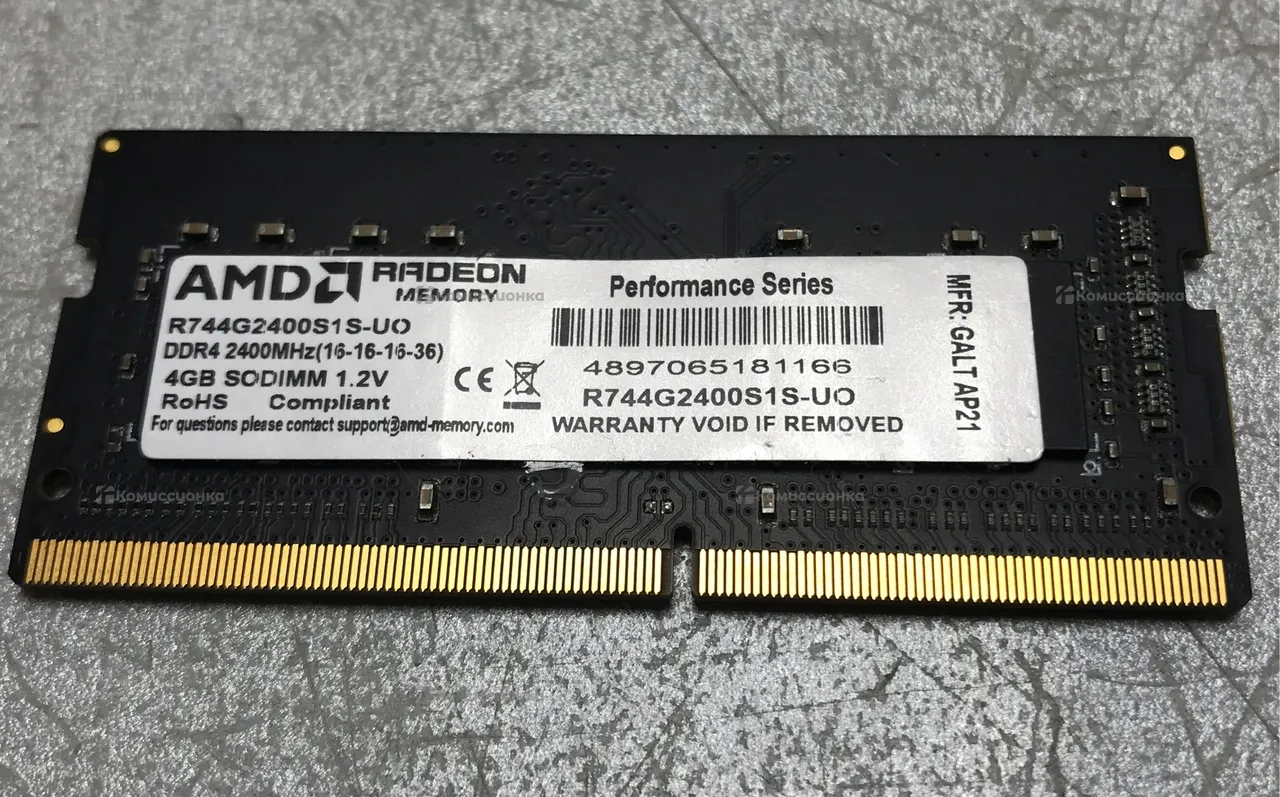 AMD RADEON
MEMORY
R744G2400S1S-UO
DDR4 2400MHz(16-16-16-36)
4GB SODIMM 1.2V
RoHS Compliant
For questions please contact support@amd-memory.com
CE
Performance Series
4897065181166
R744G2400S1S-UO
WARRANTY VOID IF REMOVED
MFR: GALT AP21
Комиссионка
Комиссионка
Комиссионка
Комиссионка